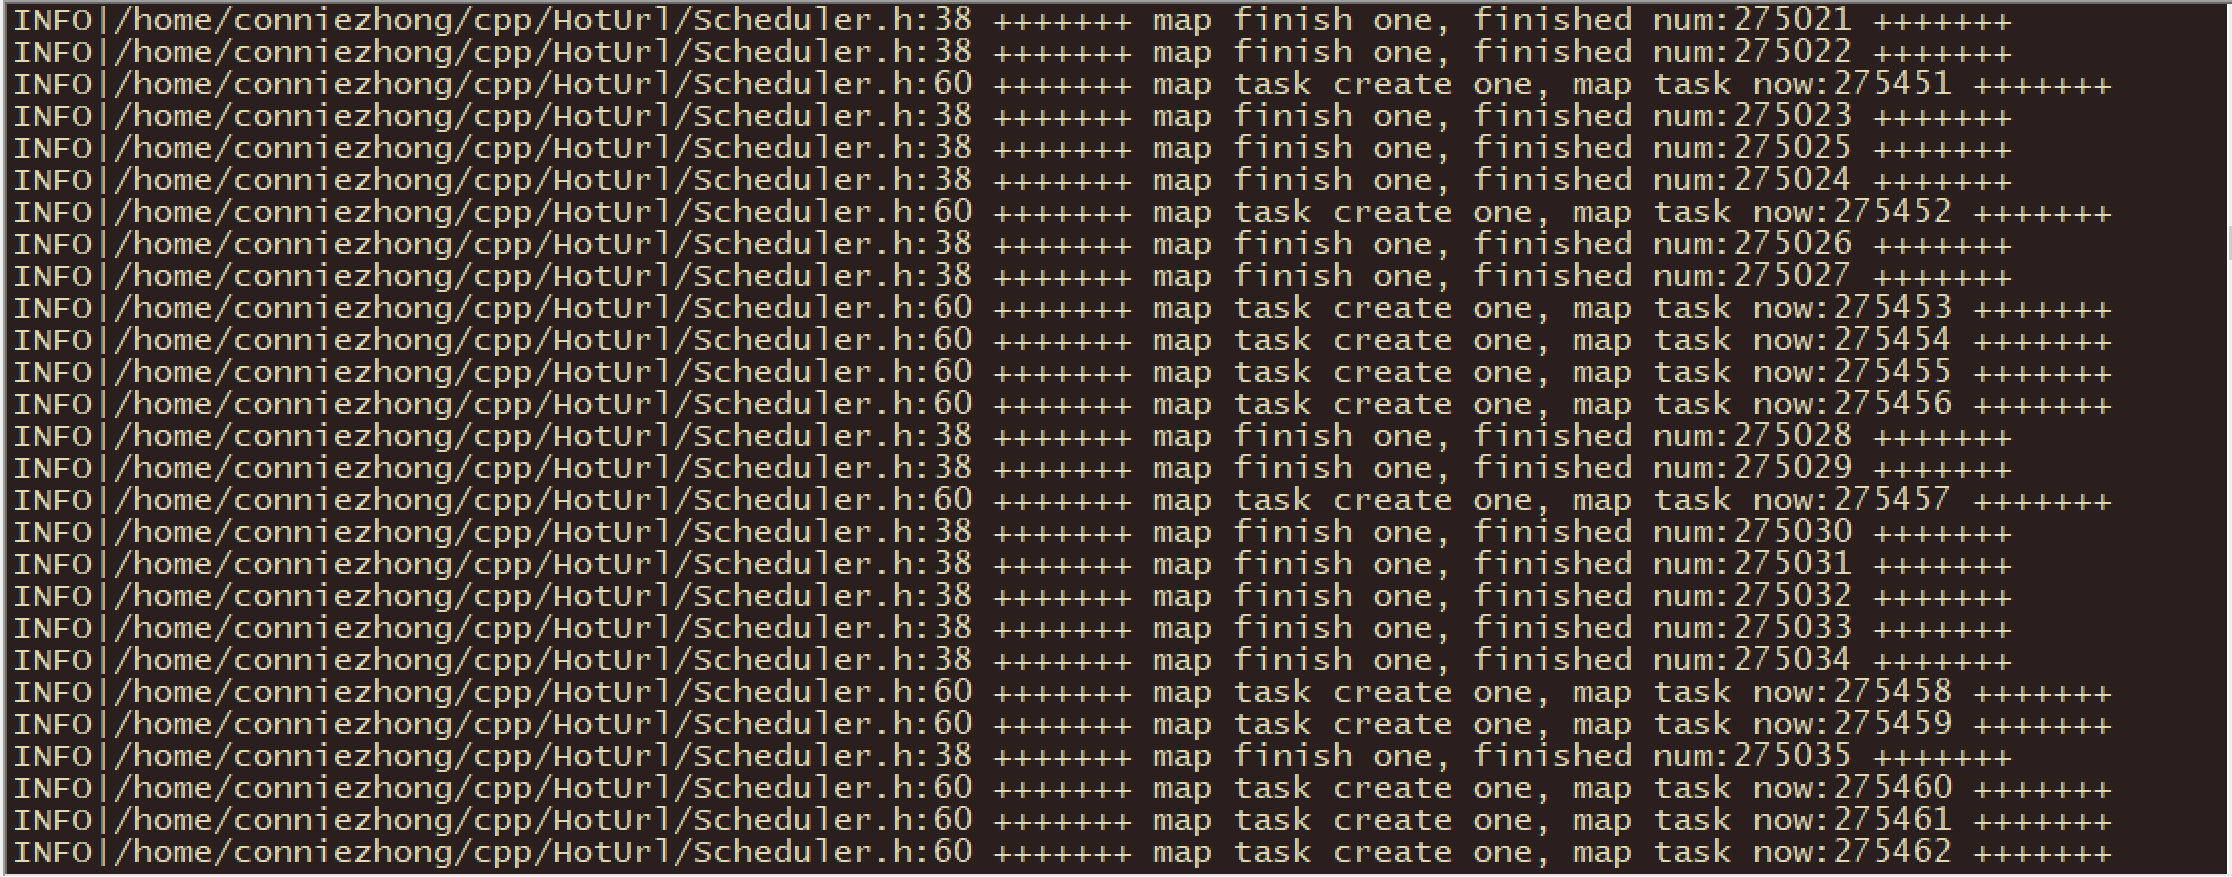 INFO|/home/conniezhong/cpp/HotUrl/Scheduler.h:38 +++++++ map finish one, finished num:275021 +++++++
INFO|/home/conniezhong/cpp/HotUrl/Scheduler.h:38 +++++++ map finish one, finished num:275022 +++++++
INFO|/home/conniezhong/cpp/HotUrl/Scheduler.h:60 +++++++ map task create one, map task now:275451 +++++++
INFO|/home/conniezhong/cpp/HotUrl/Scheduler.h:38 +++++++ map finish one, finished num:275023 +++++++
INFO|/home/conniezhong/cpp/HotUrl/Scheduler.h:38 +++++++ map finish one, finished num:275025 +++++++
INFO|/home/conniezhong/cpp/HotUrl/Scheduler.h:38 +++++++ map finish one, finished num:275024 +++++++
INFO|/home/conniezhong/cpp/HotUrl/Scheduler.h:60 +++++++ map task create one, map task now:275452 +++++++
INFO|/home/conniezhong/cpp/HotUrl/Scheduler.h:38 +++++++ map finish one, finished num:275026 +++++++
INFO|/home/conniezhong/cpp/HotUrl/Scheduler.h:38 +++++++ map finish one, finished num:275027 +++++++
INFO|/home/conniezhong/cpp/HotUrl/Scheduler.h:60 +++++++ map task create one, map task now:275453 +++++++
INFO|/home/conniezhong/cpp/HotUrl/Scheduler.h:60 +++++++ map task create one, map task now:275454 +++++++
INFO|/home/conniezhong/cpp/HotUrl/Scheduler.h:60 +++++++ map task create one, map task now:275455 +++++++
INFO|/home/conniezhong/cpp/HotUrl/Scheduler.h:60 +++++++ map task create one, map task now:275456 +++++++
INFO|/home/conniezhong/cpp/HotUrl/Scheduler.h:38 +++++++ map finish one, finished num:275028 +++++++
INFO|/home/conniezhong/cpp/HotUrl/Scheduler.h:38 +++++++ map finish one, finished num:275029 +++++++
INFO|/home/conniezhong/cpp/HotUrl/Scheduler.h:60 +++++++ map task create one, map task now:275457 +++++++
INFO|/home/conniezhong/cpp/HotUrl/Scheduler.h:38 +++++++ map finish one, finished num:275030 +++++++
INFO|/home/conniezhong/cpp/HotUrl/Scheduler.h:38 +++++++ map finish one, finished num:275031 +++++++
INFO|/home/conniezhong/cpp/HotUrl/Scheduler.h:38 +++++++ map finish one, finished num:275032 +++++++
INFO|/home/conniezhong/cpp/HotUrl/Scheduler.h:38 +++++++ map finish one, finished num:275033 +++++++
INFO|/home/conniezhong/cpp/HotUrl/Scheduler.h:38 +++++++ map finish one, finished num:275034 +++++++
INFO|/home/conniezhong/cpp/HotUrl/Scheduler.h:60 +++++++ map task create one, map task now:275458 +++++++
INFO|/home/conniezhong/cpp/HotUrl/Scheduler.h:60 +++++++ map task create one, map task now:275459 +++++++
INFO|/home/conniezhong/cpp/HotUrl/Scheduler.h:38 +++++++ map finish one, finished num:275035 +++++++
INFO|/home/conniezhong/cpp/HotUrl/Scheduler.h:60 +++++++ map task create one, map task now:275460 +++++++
INFO|/home/conniezhong/cpp/HotUrl/Scheduler.h:60 +++++++ map task create one, map task now:275461 +++++++
INFO|/home/conniezhong/cpp/HotUrl/Scheduler.h:60 +++++++ map task create one, map task now:275462 +++++++